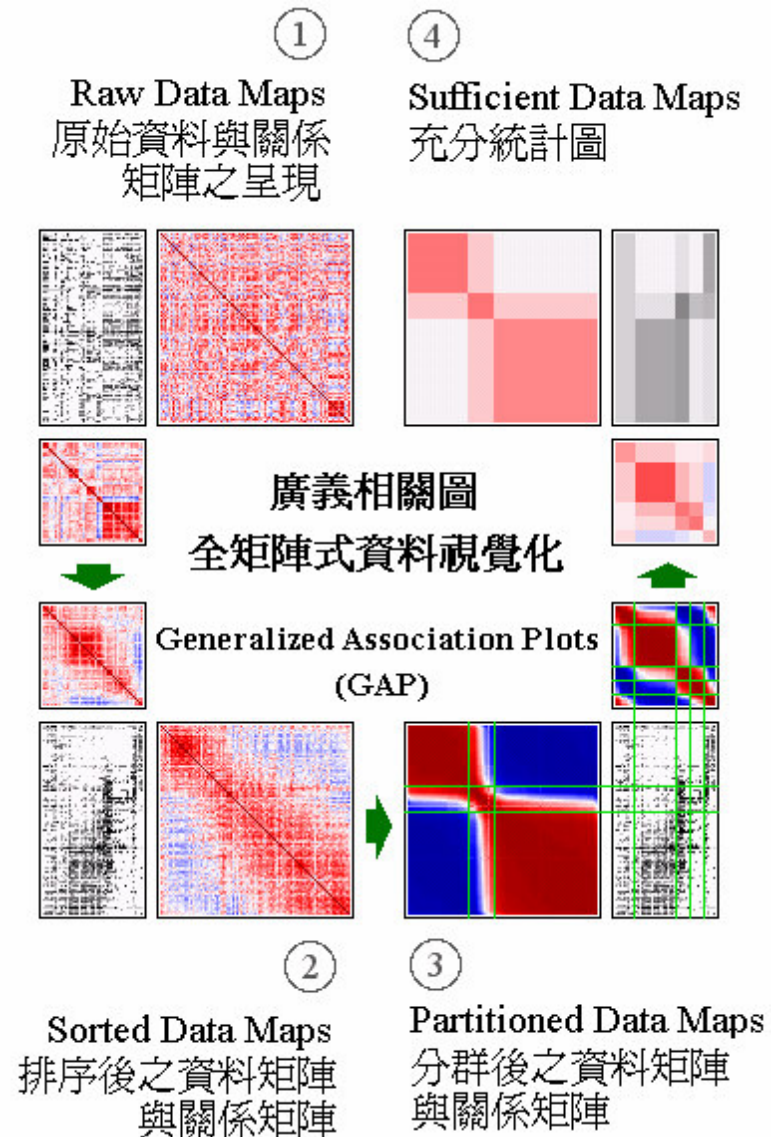 ①
Raw Data Maps
原始資料與關係
矩陣之呈現
④
Sufficient Data Maps
充分統計圖
廣義相關圖
全矩陣式資料視覺化
Generalized Association Plots
(GAP)
②
Sorted Data Maps
排序後之資料矩陣
與關係矩陣
③
Partitioned Data Maps
分群後之資料矩陣
與關係矩陣